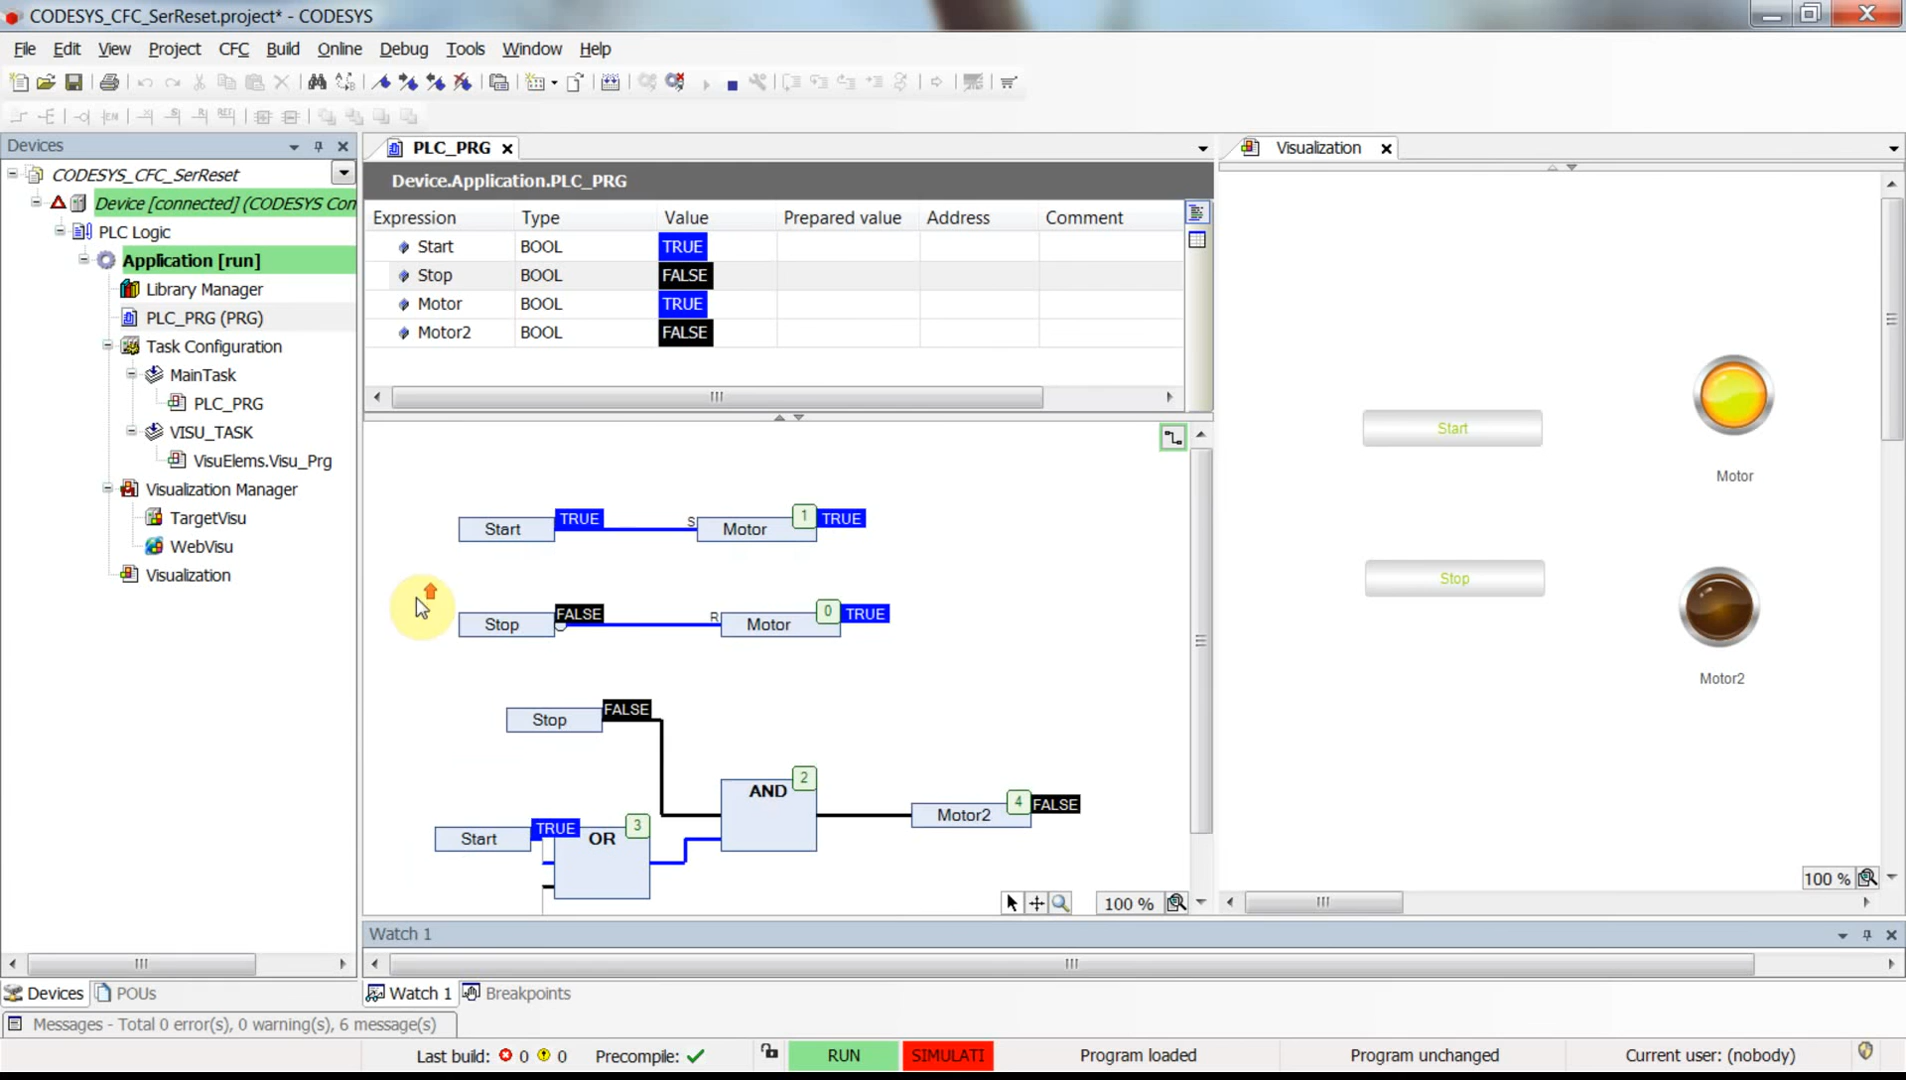 CODESYS_CFC_SerReset.project* - CODESYS
File Edit View Project CFC Build Online Debug Tools Window Help
Devices
CODESYS_CFC_SerReset
Device [connected] (CODESYS Con
PLC Logic
Application [run]
Library Manager
PLC_PRG (PRG)
Task Configuration
MainTask
PLC_PRG
VISU_TASK
VisuElems.Visu_Prg
Visualization Manager
TargetVisu
WebVisu
Visualization
Devices POUs
PLC_PRG
Device.Application.PLC_PRG
Expression Type Value Prepared value Address Comment
Start BOOL TRUE
Stop BOOL FALSE
Motor BOOL TRUE
Motor2 BOOL FALSE
Start TRUE S Motor 1 TRUE
Stop FALSE R Motor 0 TRUE
Stop FALSE
AND 2
Motor2 4 FALSE
Start TRUE OR 3
100 %
Visualization
Start
Motor
Stop
Motor2
100 %
Watch 1
Watch 1 Breakpoints
Messages - Total 0 error(s), 0 warning(s), 6 message(s)
Last build: 0 0 Precompile: RUN SIMULATI Program loaded Program unchanged Current user: (nobody)